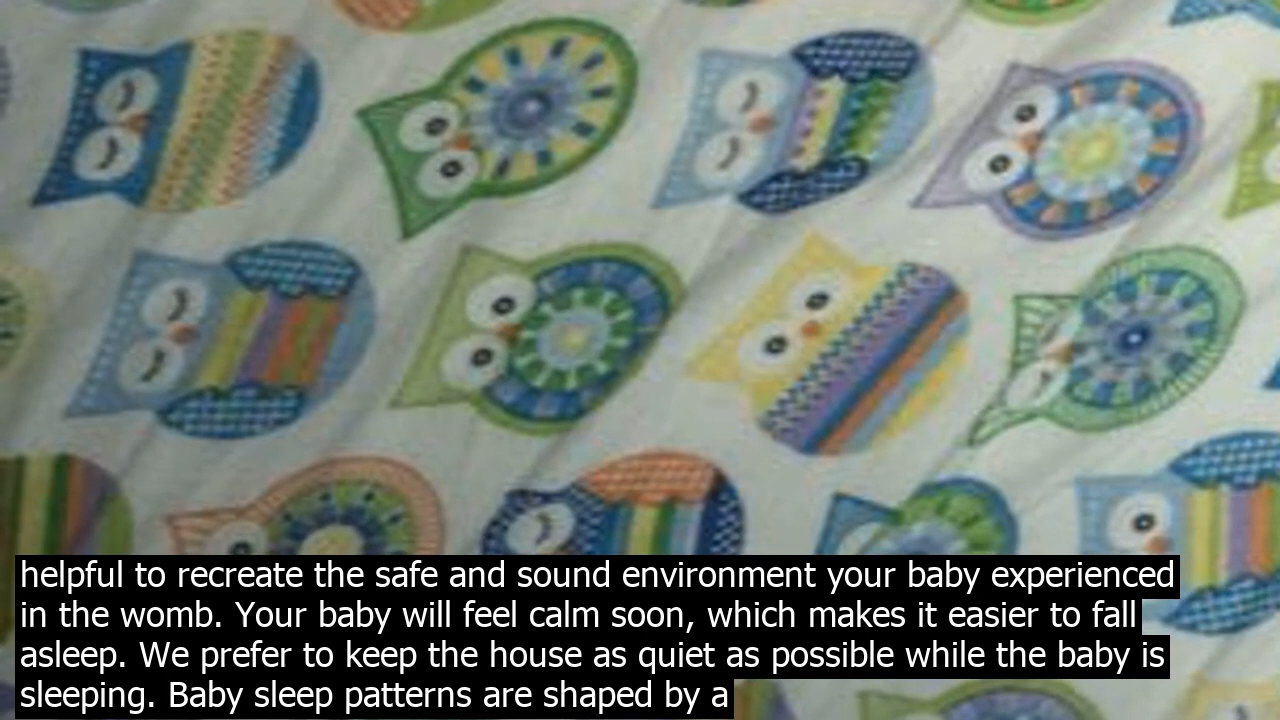 helpful to recreate the safe and sound environment your baby experienced
in the womb. Your baby will feel calm soon, which makes it easier to fall
asleep. We prefer to keep the house as quiet as possible while the baby is
sleeping. Baby sleep patterns are shaped by a